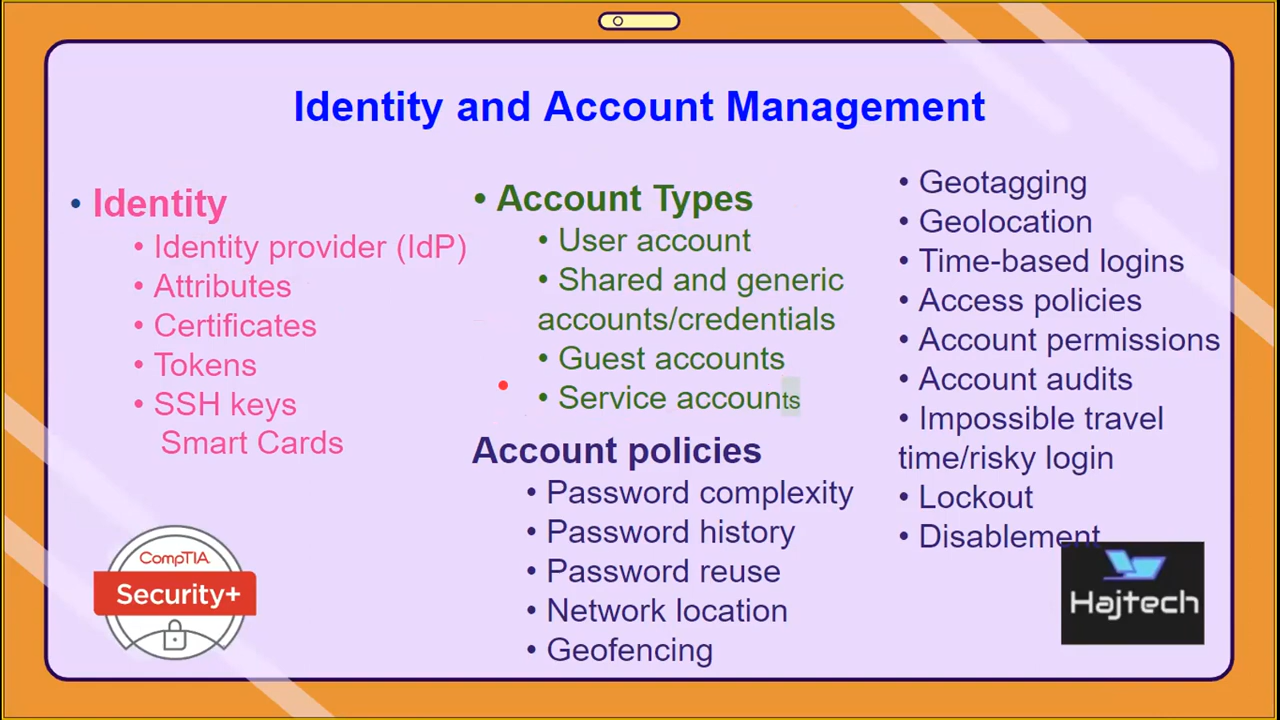 Identity and Account Management
• Identity
• Identity provider (IdP)
• Attributes
• Certificates
• Tokens
• SSH keys
Smart Cards
• Account Types
• User account
• Shared and generic
accounts/credentials
• Guest accounts
• Service accounts
Account policies
• Password complexity
• Password history
• Password reuse
• Network location
• Geofencing
• Geotagging
• Geolocation
• Time-based logins
• Access policies
• Account permissions
• Account audits
• Impossible travel
time/risky login
• Lockout
• Disablement
CompTIA
Security+
Hajtech